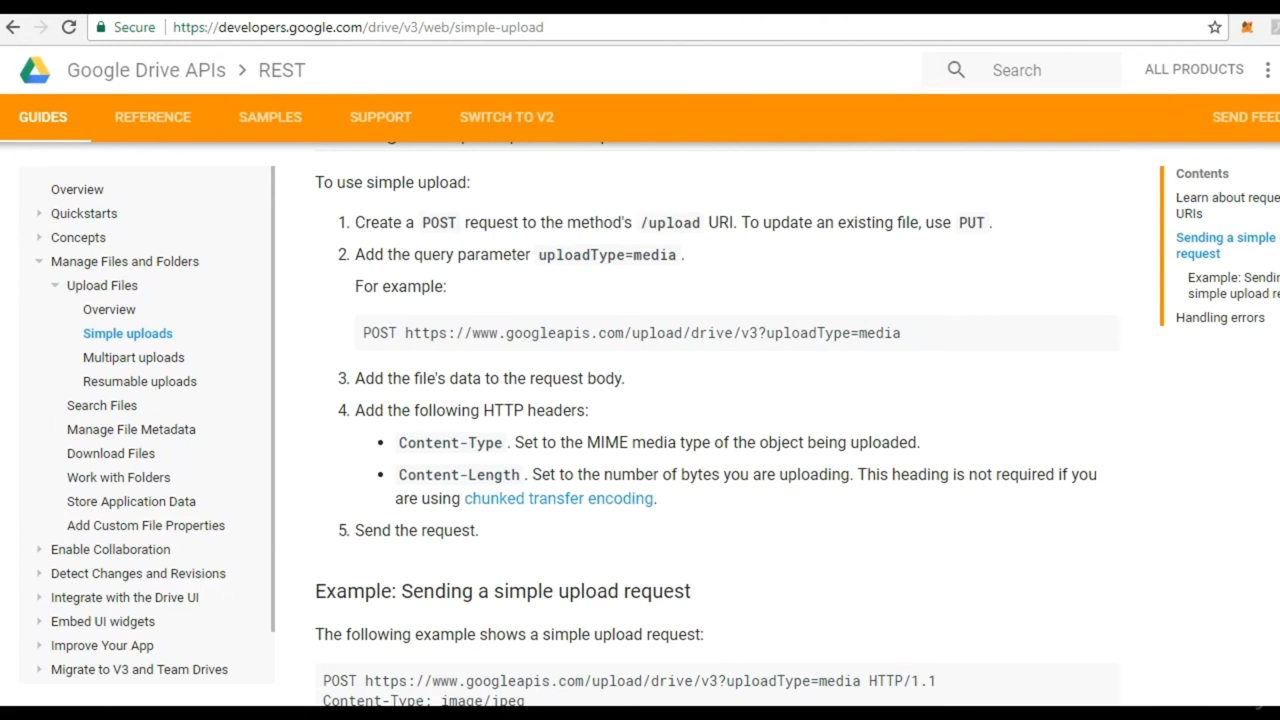 Secure https://developers.google.com/drive/v3/web/simple-upload
Google Drive APIs > REST
Search
ALL PRODUCTS
GUIDES REFERENCE SAMPLES SUPPORT SWITCH TO V2 SEND FEED
Overview
Quickstarts
Concepts
Manage Files and Folders
Upload Files
Overview
Simple uploads
Multipart uploads
Resumable uploads
Search Files
Manage File Metadata
Download Files
Work with Folders
Store Application Data
Add Custom File Properties
Enable Collaboration
Detect Changes and Revisions
Integrate with the Drive UI
Embed UI widgets
Improve Your App
Migrate to V3 and Team Drives
To use simple upload:
1. Create a POST request to the method's /upload URI. To update an existing file, use PUT.
2. Add the query parameter uploadType=media.
For example:
POST https://www.googleapis.com/upload/drive/v3?uploadType=media
3. Add the file's data to the request body.
4. Add the following HTTP headers:
• Content-Type. Set to the MIME media type of the object being uploaded.
• Content-Length. Set to the number of bytes you are uploading. This heading is not required if you
are using chunked transfer encoding.
5. Send the request.
Example: Sending a simple upload request
The following example shows a simple upload request:
POST https://www.googleapis.com/upload/drive/v3?uploadType=media HTTP/1.1
Content-Type: image/jpeg
Contents
Learn about reque
URIs
Sending a simple
request
Example: Sendin
simple upload re
Handling errors